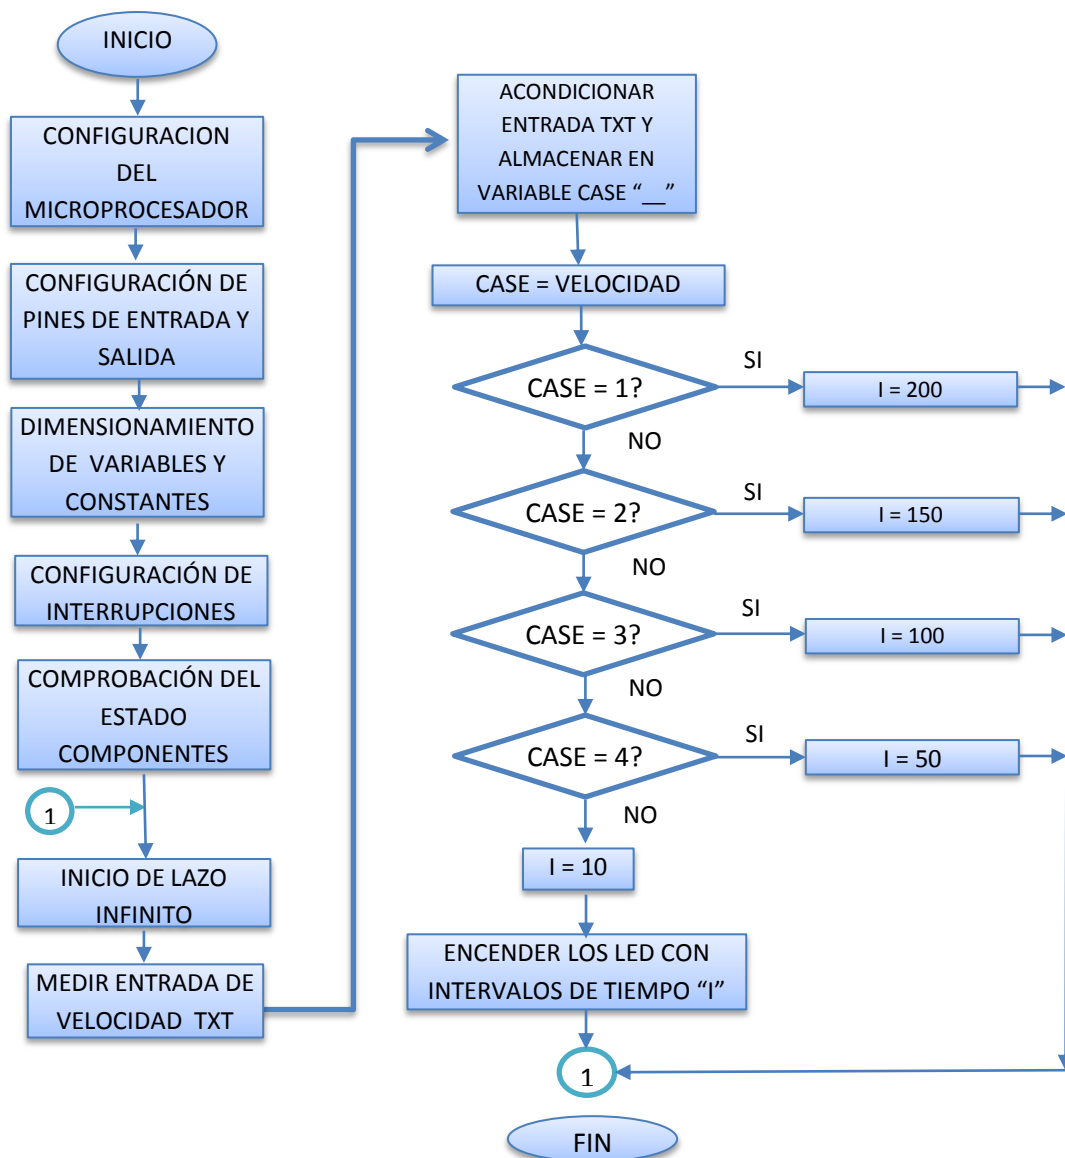 INICIO
CONFIGURACION
DEL
MICROPROCESADOR
CONFIGURACIÓN DE
PINES DE ENTRADA Y
SALIDA
DIMENSIONAMIENTO
DE VARIABLES Y
CONSTANTES
CONFIGURACIÓN DE
INTERRUPCIONES
COMPROBACIÓN DEL
ESTADO
COMPONENTES
1
INICIO DE LAZO
INFINITO
MEDIR ENTRADA DE
VELOCIDAD TXT
ACONDICIONAR
ENTRADA TXT Y
ALMACENAR EN
VARIABLE CASE “__”
CASE = VELOCIDAD
CASE = 1?
SI
I = 200
NO
CASE = 2?
SI
I = 150
NO
CASE = 3?
SI
I = 100
NO
CASE = 4?
SI
I = 50
NO
I = 10
ENCENDER LOS LED CON
INTERVALOS DE TIEMPO “I”
1
FIN